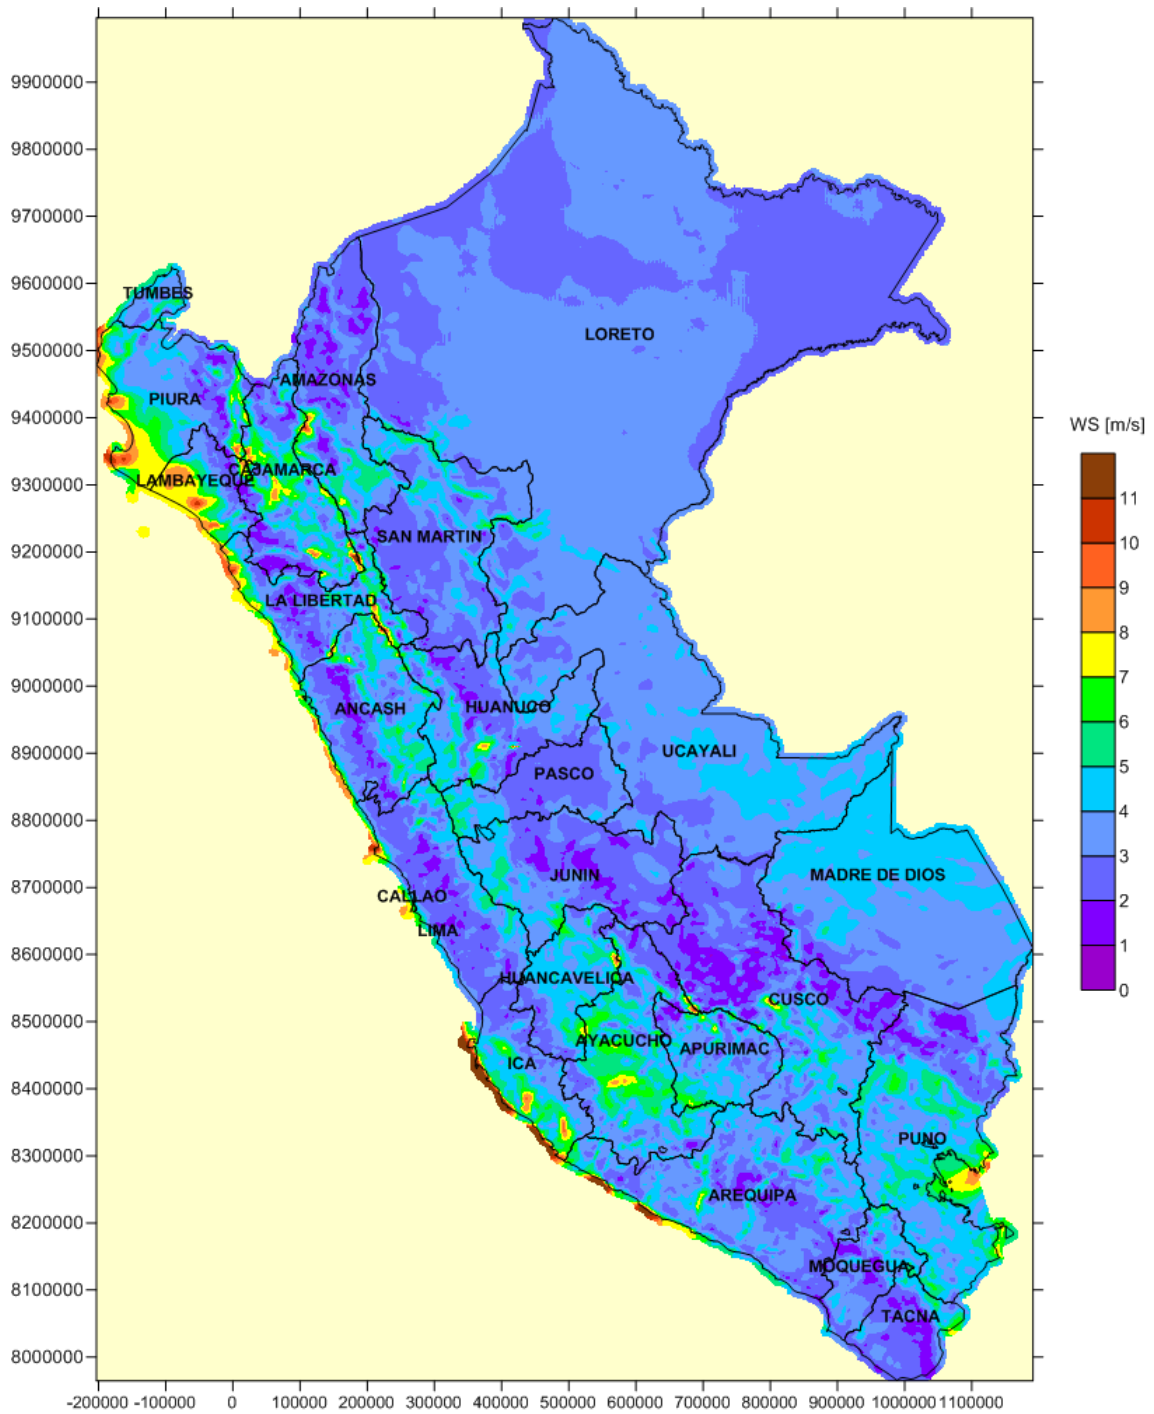 9900000
9800000
9700000
9600000
9500000
9400000
9300000
9200000
9100000
9000000
8900000
8800000
8700000
8600000
8500000
8400000
8300000
8200000
8100000
8000000
-200000 -100000 0 100000 200000 300000 400000 500000 600000 700000 800000 900000 1000000 1100000
TUMBES
LORETO
AMAZONAS
PIURA
CAJAMARCA
LAMBAYEQUE
SAN MARTIN
LA LIBERTAD
ANCASH
HUANUCO
UCAYALI
PASCO
JUNIN
MADRE DE DIOS
CALLAO
LIMA
HUANCAVELICA
CUSCO
AYACUCHO
APURIMAC
ICA
PUNO
AREQUIPA
MOQUEGUA
TACNA
WS [m/s]
11
10
9
8
7
6
5
4
3
2
1
0